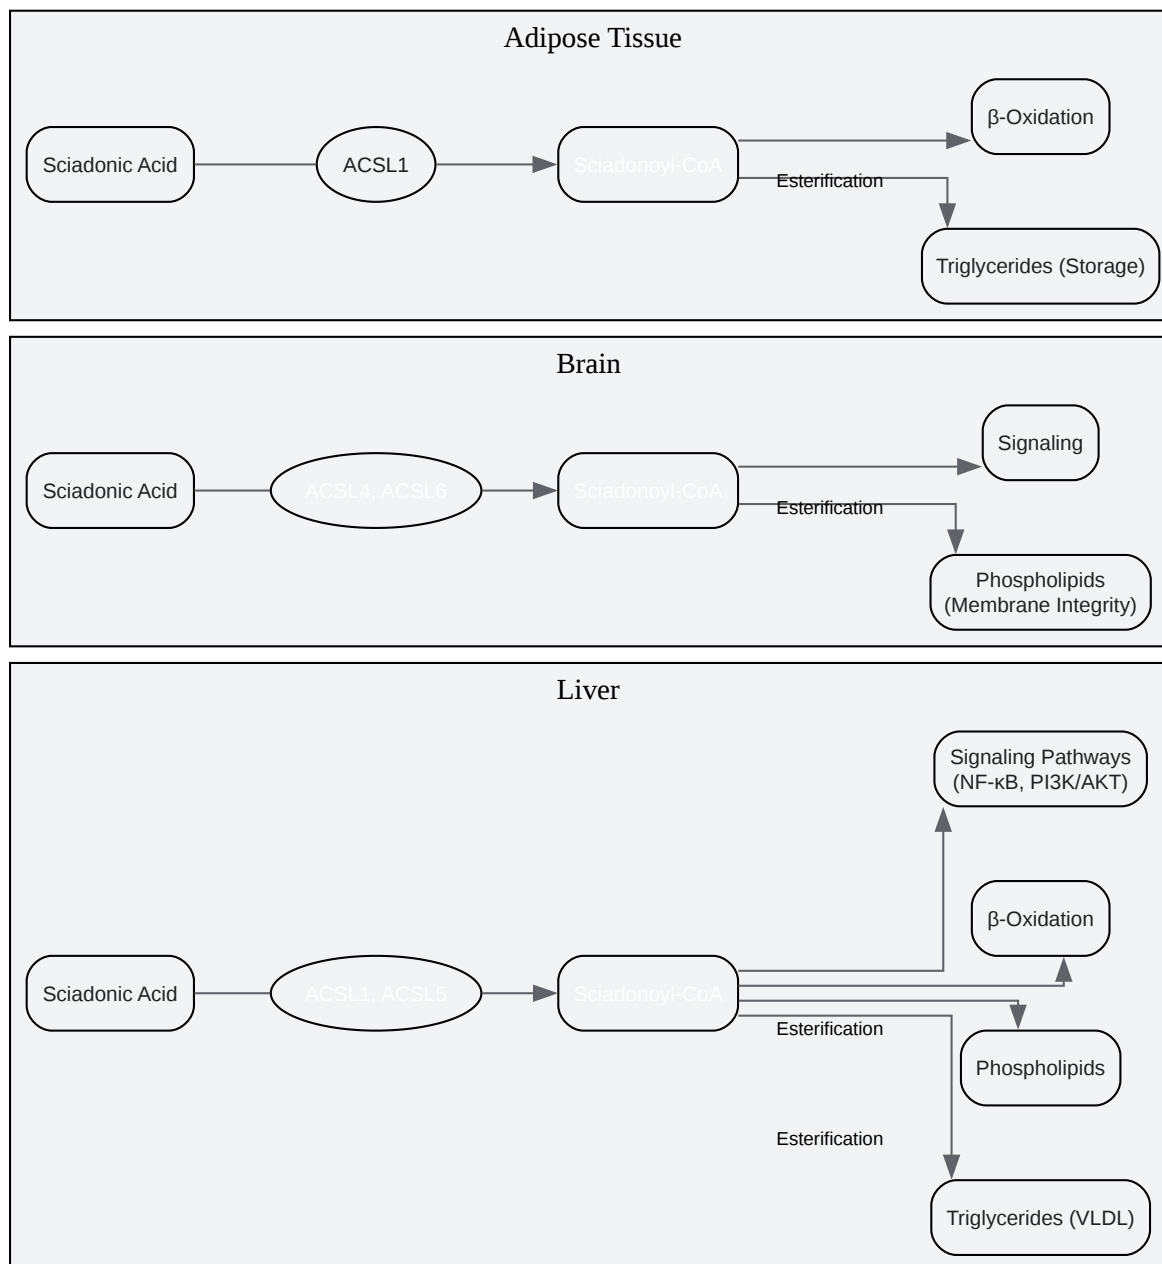 Adipose Tissue
β-Oxidation
Sciadonic Acid
ACSL1
Sciadonoyl-CoA
Esterification
Triglycerides (Storage)
Brain
Signaling
Sciadonic Acid
ACSL4, ACSL6
Sciadonoyl-CoA
Esterification
Phospholipids
(Membrane Integrity)
Liver
Signaling Pathways
(NF-κB, PI3K/AKT)
β-Oxidation
Sciadonic Acid
ACSL1, ACSL5
Sciadonoyl-CoA
Esterification
Phospholipids
Esterification
Triglycerides (VLDL)